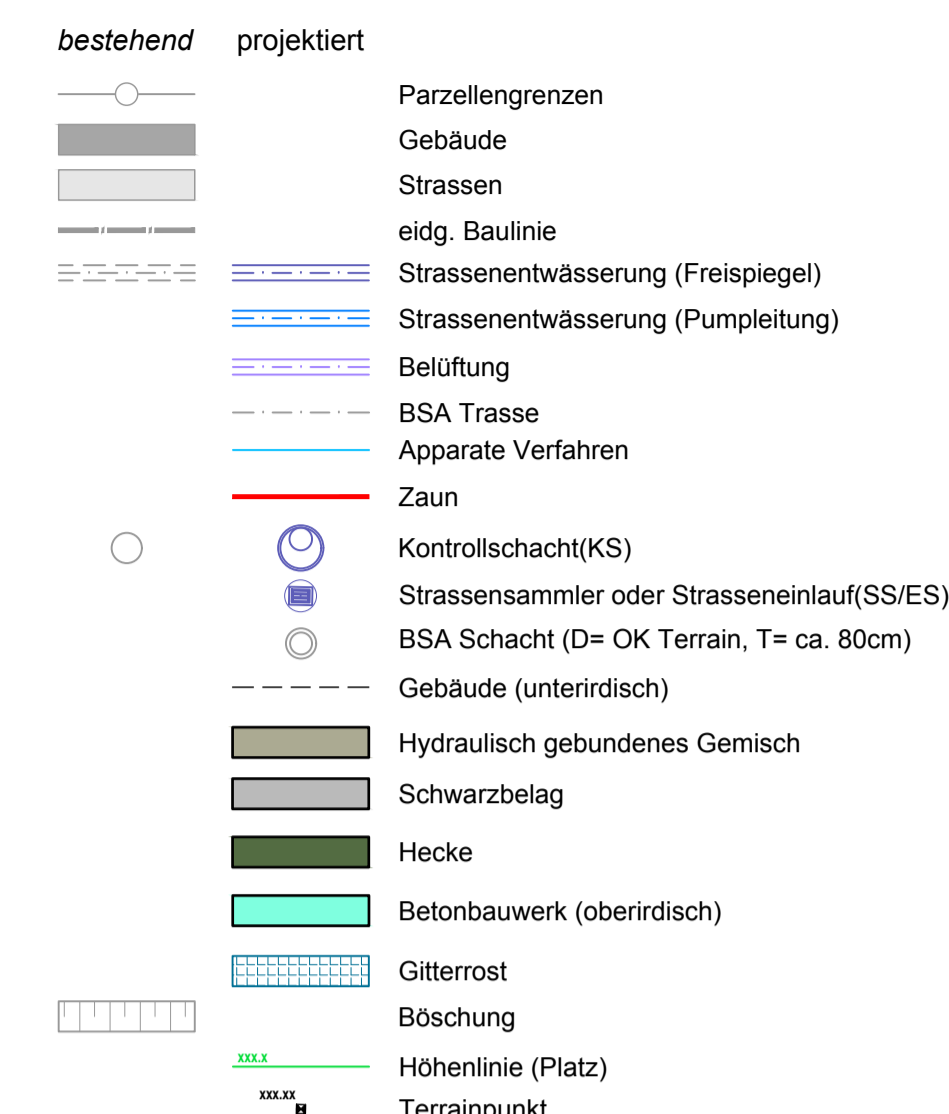 bestehend projektiert
Parzellengrenzen
Gebäude
Strassen
eidg. Baulinie
Strassenentwässerung (Freispiegel)
Strassenentwässerung (Pumpleitung)
Belüftung
BSA Trasse
Apparate Verfahren
Zaun
Kontrollschacht(KS)
Strassensammler oder Strasseneinlauf(SS/ES)
BSA Schacht (D= OK Terrain, T= ca. 80cm)
Gebäude (unterirdisch)
Hydraulisch gebundenes Gemisch
Schwarzbelag
Hecke
Betonbauwerk (oberirdisch)
Gitterrost
Böschung
xxx.x Höhenlinie (Platz)
xxx.xx
Terrainpunkt